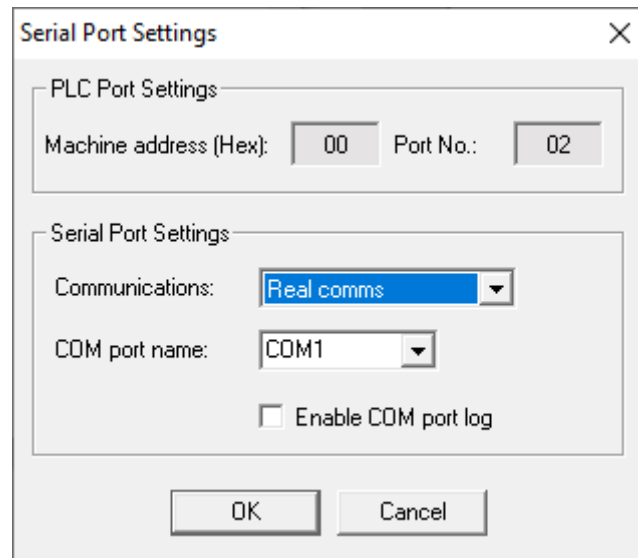 Serial Port Settings
PLC Port Settings
Machine address (Hex): 00 Port No.: 02
Serial Port Settings
Communications: Real comms
COM port name: COM1
Enable COM port log
OK Cancel